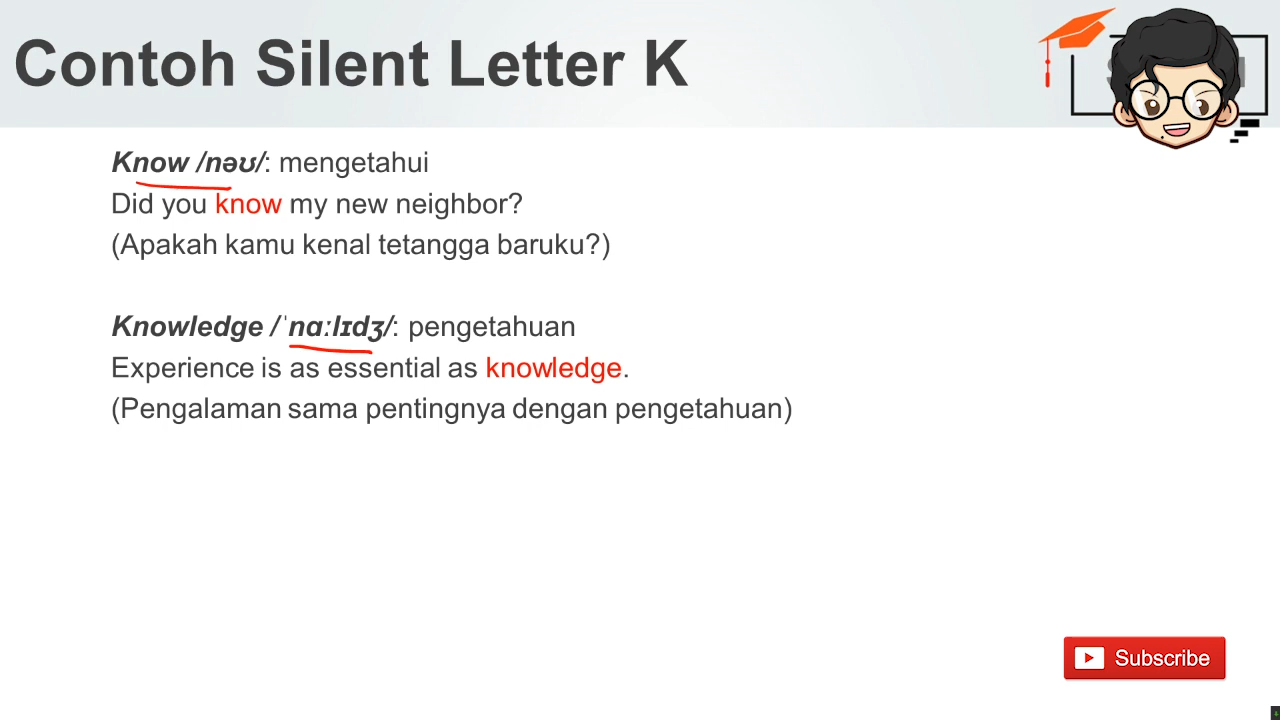 Contoh Silent Letter K
Know /nəʊ/: mengetahui
Did you know my new neighbor?
(Apakah kamu kenal tetangga baruku?)
Knowledge /ˈnɑːlɪdʒ/: pengetahuan
Experience is as essential as knowledge.
(Pengalaman sama pentingnya dengan pengetahuan)
Subscribe